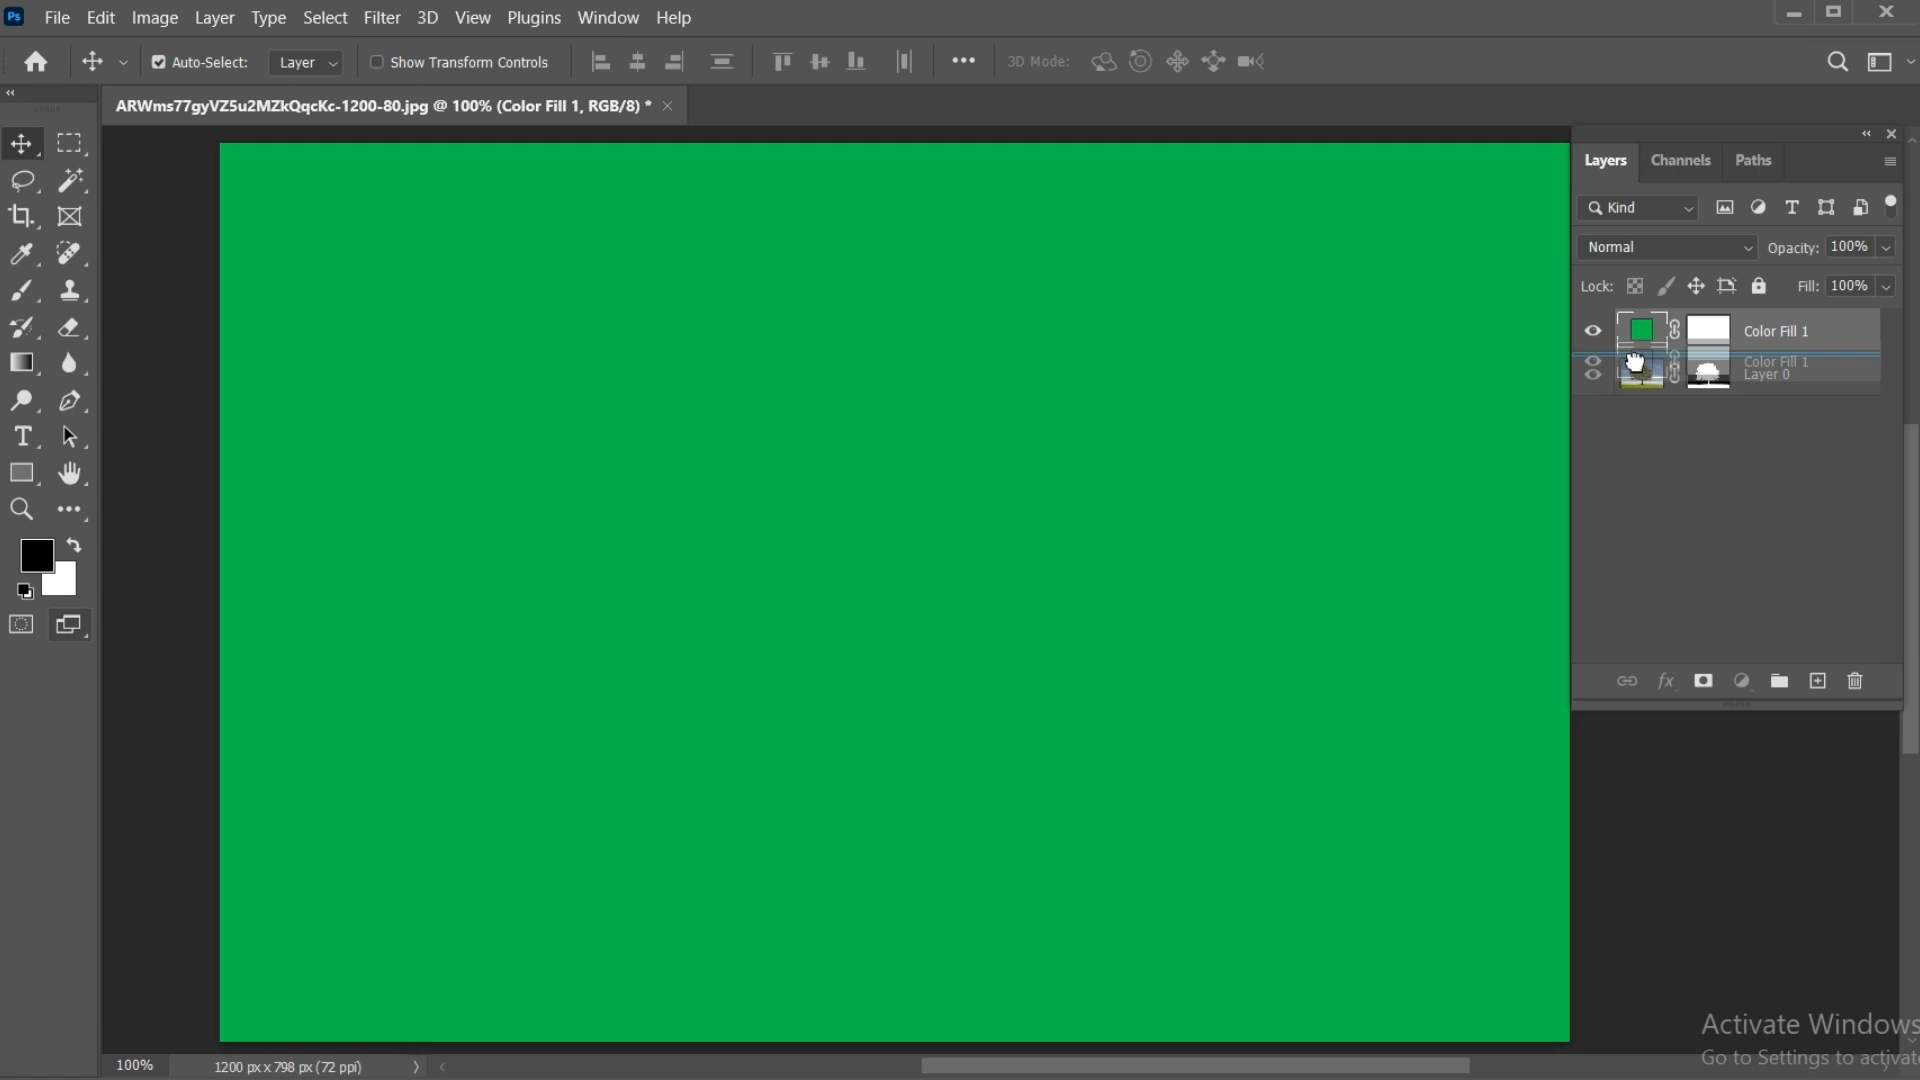 Ps File Edit Image Layer Type Select Filter 3D View Plugins Window Help
Auto-Select: Layer Show Transform Controls 3D Mode:
ARWms77gyVZ5u2MZkQqcKc-1200-80.jpg @ 100% (Color Fill 1, RGB/8) *
Layers Channels Paths
Kind
Normal Opacity: 100%
Lock: Fill: 100%
Color Fill 1
Color Fill 1
Layer 0
Activate Windows
Go to Settings to activat
100% 1200 px x 798 px (72 ppi)